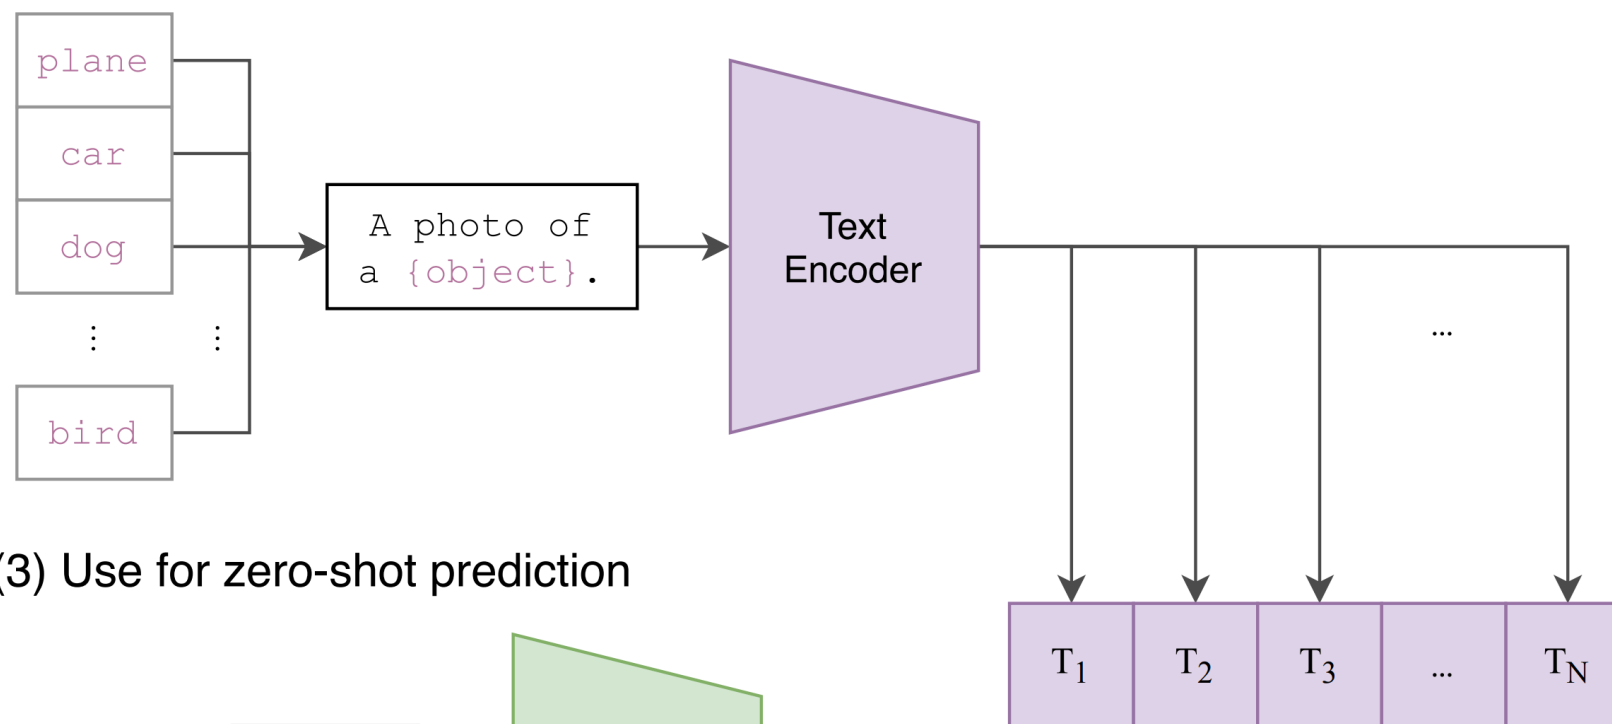 plane
car
dog
⋮ ⋮
bird
A photo of
a {object}.
Text
Encoder
...
(3) Use for zero-shot prediction
T1 T2 T3 ... TN